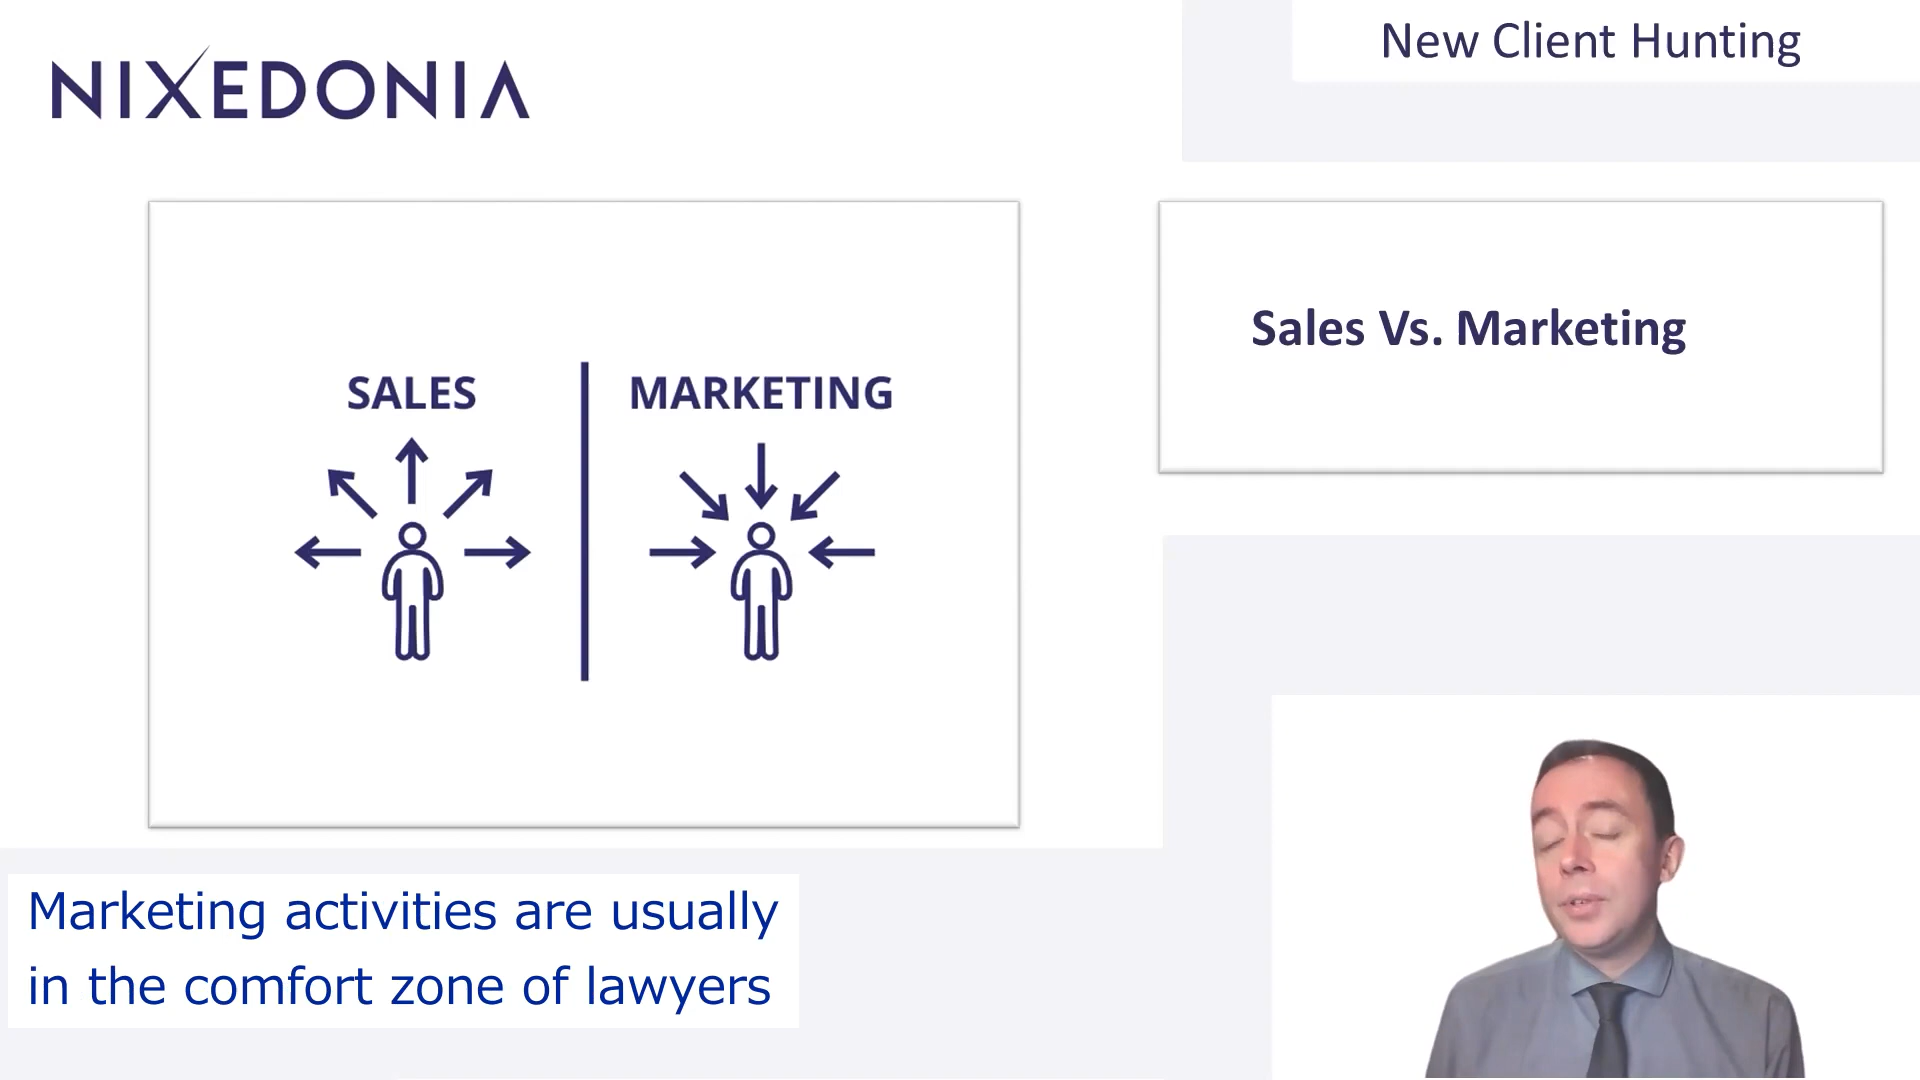 NIXEDONIA
New Client Hunting
SALES
MARKETING
Sales Vs. Marketing
Marketing activities are usually
in the comfort zone of lawyers